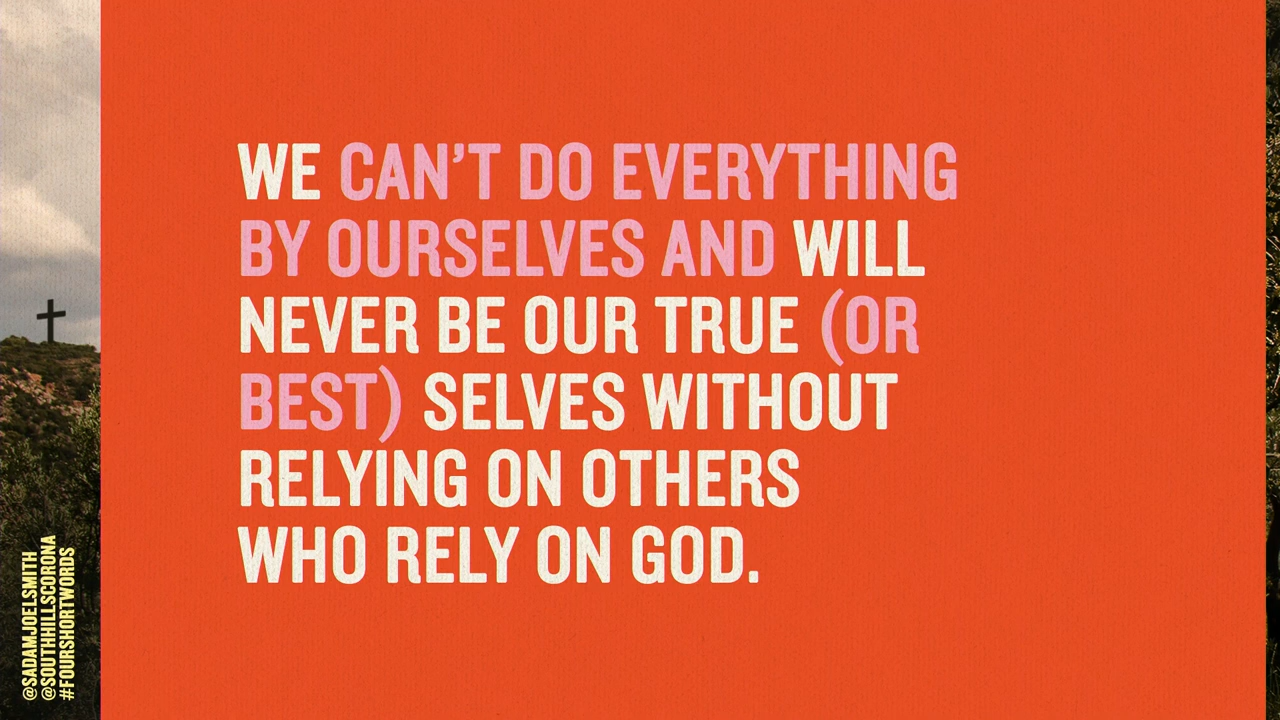 WE CAN'T DO EVERYTHING
BY OURSELVES AND WILL
NEVER BE OUR TRUE (OR
BEST) SELVES WITHOUT
RELYING ON OTHERS
WHO RELY ON GOD.
@SADAMJOELSMITH
@SOUTHHILLSCORONA
#FOURSHORTWORDS